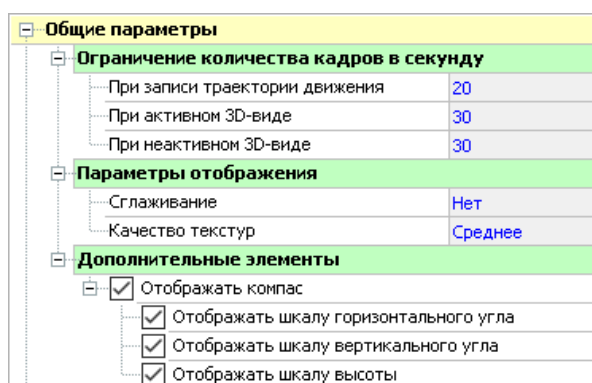 Общие параметры
Ограничение количества кадров в секунду
При записи траектории движения 20
При активном 3D-виде 30
При неактивном 3D-виде 30
Параметры отображения
Сглаживание Нет
Качество текстур Среднее
Дополнительные элементы
Отображать компас
Отображать шкалу горизонтального угла
Отображать шкалу вертикального угла
Отображать шкалу высоты